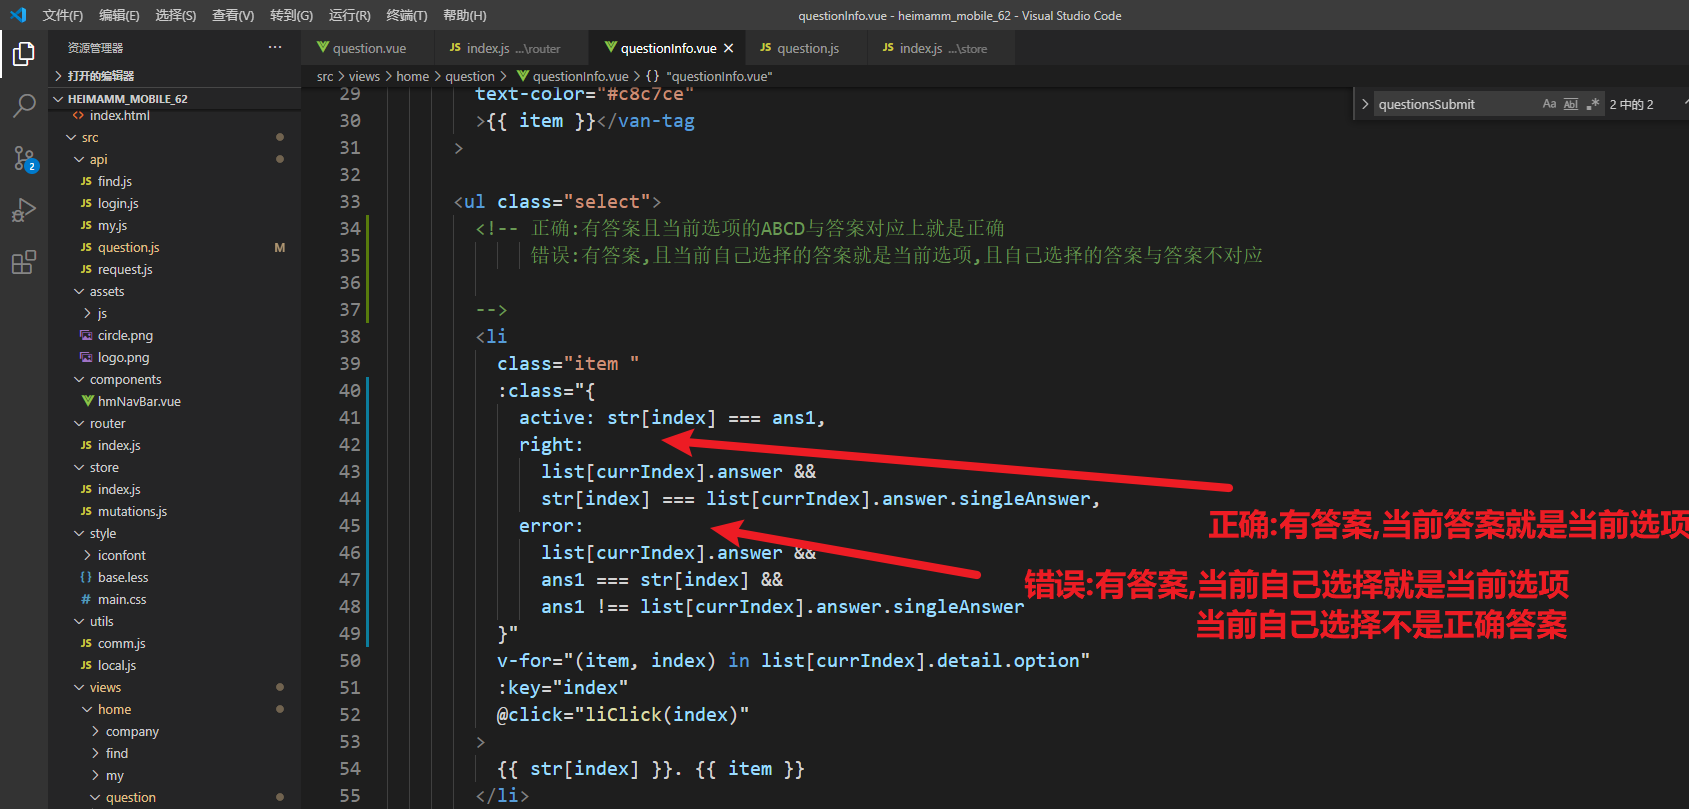 文件(F) 编辑(E) 选择(S) 查看(V) 转到(G) 运行(R) 终端(T) 帮助(H) questionInfo.vue - heimamm_mobile_62 - Visual Studio Code
资源管理器 ···
question.vue index.js ...\router questionInfo.vue × question.js index.js ...\store
打开的编辑器
src > views > home > question > questionInfo.vue > {} "questionInfo.vue"
HEIMAMM_MOBILE_62
questionsSubmit Aa Abl .* 2 中的 2
index.html
src
api
JS find.js
JS login.js
JS my.js
JS question.js M
JS request.js
assets
js
circle.png
logo.png
components
hmNavBar.vue
router
JS index.js
store
JS index.js
JS mutations.js
style
iconfont
{} base.less
# main.css
utils
JS comm.js
JS local.js
views
home
company
find
my
question
2
29 text-color="#c8c7ce"
30 >{{ item }}</van-tag
31 >
32
33 <ul class="select">
34 <!-- 正确:有答案且当前选项的ABCD与答案对应上就是正确
35 错误:有答案,且当前自己选择的答案就是当前选项,且自己选择的答案与答案不对应
36
37 -->
38 <li
39 class="item "
40 :class="{
41 active: str[index] === ans1,
42 right:
43 list[currIndex].answer &&
44 str[index] === list[currIndex].answer.singleAnswer,
45 error:
46 list[currIndex].answer &&
47 ans1 === str[index] &&
48 ans1 !== list[currIndex].answer.singleAnswer
49 }"
50 v-for="(item, index) in list[currIndex].detail.option"
51 :key="index"
52 @click="liClick(index)"
53 >
54 {{ str[index] }}. {{ item }}
55 </li>
正确:有答案,当前答案就是当前选项
错误:有答案,当前自己选择就是当前选项
当前自己选择不是正确答案